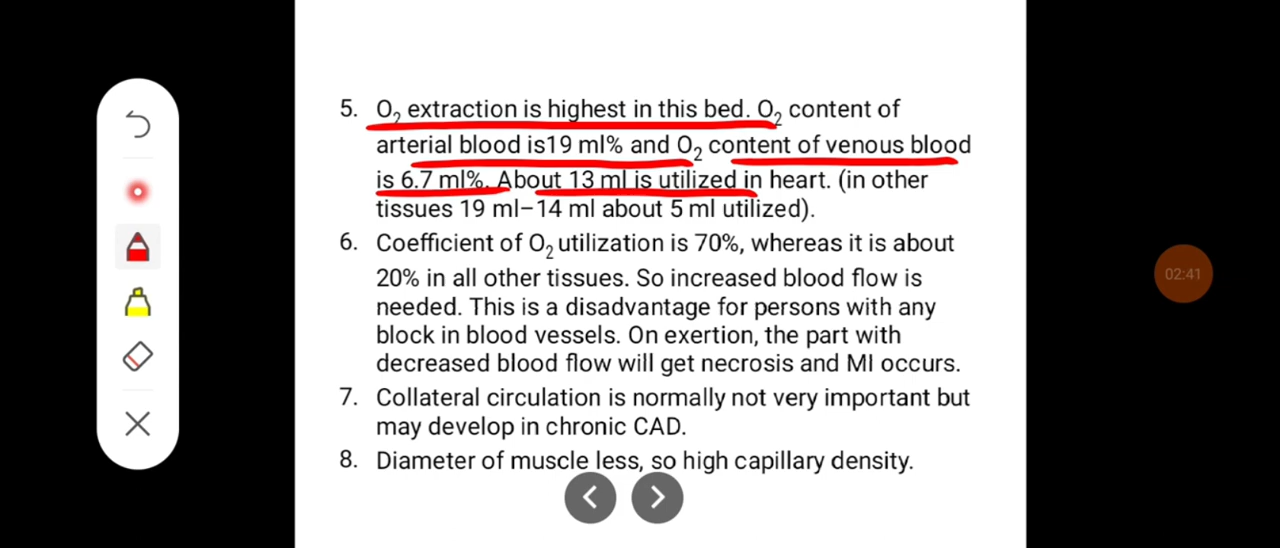 5. O₂ extraction is highest in this bed. O₂ content of
arterial blood is19 ml% and O₂ content of venous blood
is 6.7 ml%. About 13 ml is utilized in heart. (in other
tissues 19 ml–14 ml about 5 ml utilized).
6. Coefficient of O₂ utilization is 70%, whereas it is about
20% in all other tissues. So increased blood flow is
needed. This is a disadvantage for persons with any
block in blood vessels. On exertion, the part with
decreased blood flow will get necrosis and MI occurs.
7. Collateral circulation is normally not very important but
may develop in chronic CAD.
8. Diameter of muscle less, so high capillary density.
02:41